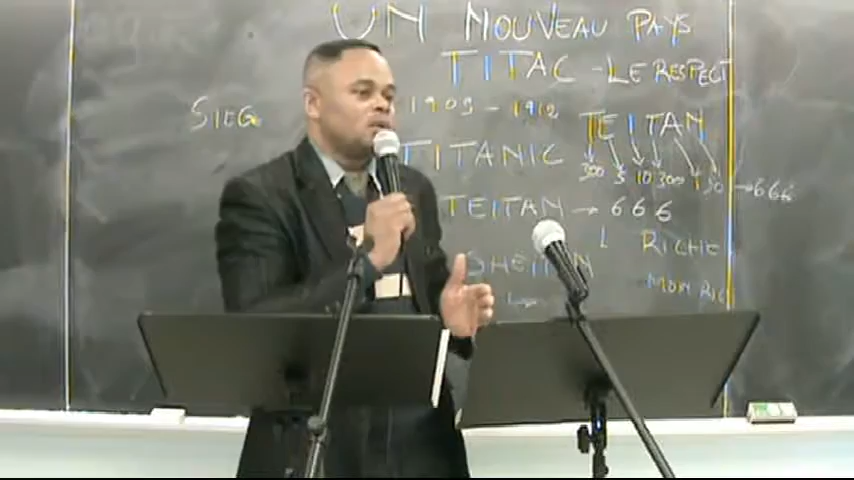 UN NOUVEAU PAYS
TITAC - LE RESPECT
SIEG
1909 - 1912
TEITAN
300 5 10 300 1 50 → 666
TITANIC
TEITAN → 666
L RICHE
MON RIC